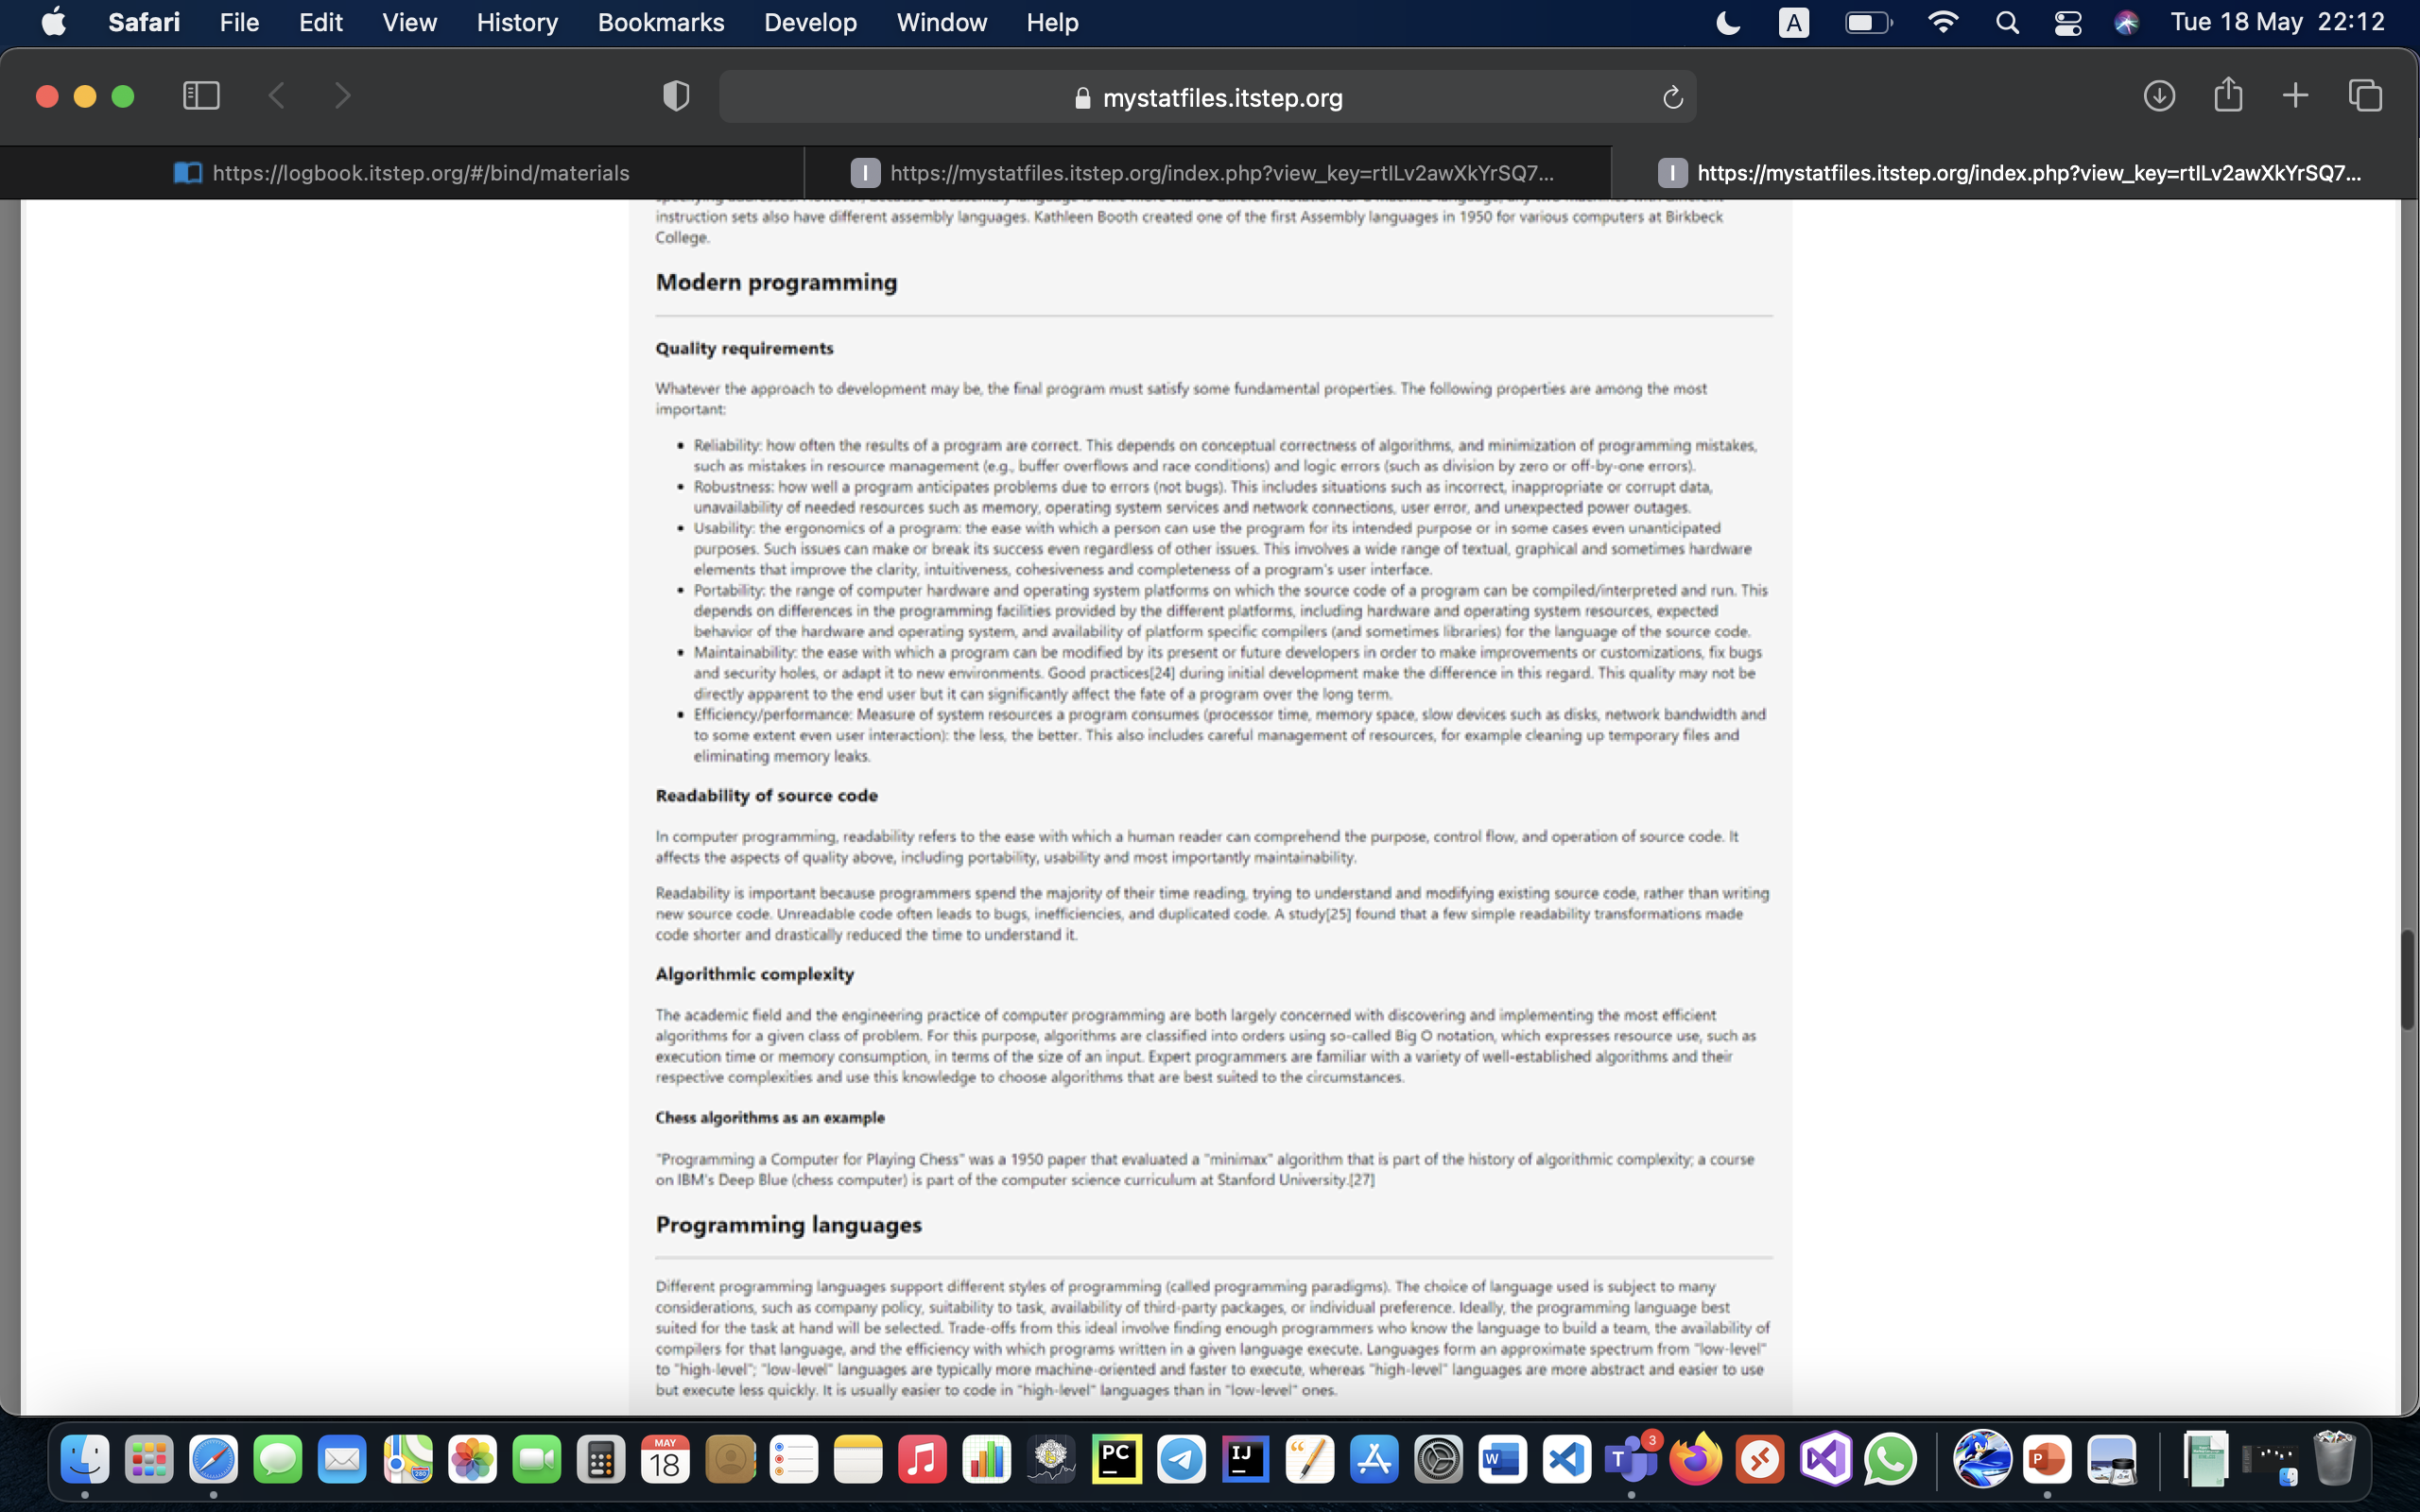 Safari File Edit View History Bookmarks Develop Window Help A Tue 18 May 22:12
mystatfiles.itstep.org
https://logbook.itstep.org/#/bind/materials
I https://mystatfiles.itstep.org/index.php?view_key=rtILv2awXkYrSQ7...
I https://mystatfiles.itstep.org/index.php?view_key=rtILv2awXkYrSQ7...
instruction sets also have different assembly languages. Kathleen Booth created one of the first Assembly languages in 1950 for various computers at Birkbeck
College.
Modern programming
Quality requirements
Whatever the approach to development may be, the final program must satisfy some fundamental properties. The following properties are among the most
important:
• Reliability: how often the results of a program are correct. This depends on conceptual correctness of algorithms, and minimization of programming mistakes,
such as mistakes in resource management (e.g., buffer overflows and race conditions) and logic errors (such as division by zero or off-by-one errors).
• Robustness: how well a program anticipates problems due to errors (not bugs). This includes situations such as incorrect, inappropriate or corrupt data,
unavailability of needed resources such as memory, operating system services and network connections, user error, and unexpected power outages.
• Usability: the ergonomics of a program: the ease with which a person can use the program for its intended purpose or in some cases even unanticipated
purposes. Such issues can make or break its success even regardless of other issues. This involves a wide range of textual, graphical and sometimes hardware
elements that improve the clarity, intuitiveness, cohesiveness and completeness of a program's user interface.
• Portability: the range of computer hardware and operating system platforms on which the source code of a program can be compiled/interpreted and run. This
depends on differences in the programming facilities provided by the different platforms, including hardware and operating system resources, expected
behavior of the hardware and operating system, and availability of platform specific compilers (and sometimes libraries) for the language of the source code.
• Maintainability: the ease with which a program can be modified by its present or future developers in order to make improvements or customizations, fix bugs
and security holes, or adapt it to new environments. Good practices[24] during initial development make the difference in this regard. This quality may not be
directly apparent to the end user but it can significantly affect the fate of a program over the long term.
• Efficiency/performance: Measure of system resources a program consumes (processor time, memory space, slow devices such as disks, network bandwidth and
to some extent even user interaction): the less, the better. This also includes careful management of resources, for example cleaning up temporary files and
eliminating memory leaks.
Readability of source code
In computer programming, readability refers to the ease with which a human reader can comprehend the purpose, control flow, and operation of source code. It
affects the aspects of quality above, including portability, usability and most importantly maintainability.
Readability is important because programmers spend the majority of their time reading, trying to understand and modifying existing source code, rather than writing
new source code. Unreadable code often leads to bugs, inefficiencies, and duplicated code. A study[25] found that a few simple readability transformations made
code shorter and drastically reduced the time to understand it.
Algorithmic complexity
The academic field and the engineering practice of computer programming are both largely concerned with discovering and implementing the most efficient
algorithms for a given class of problem. For this purpose, algorithms are classified into orders using so-called Big O notation, which expresses resource use, such as
execution time or memory consumption, in terms of the size of an input. Expert programmers are familiar with a variety of well-established algorithms and their
respective complexities and use this knowledge to choose algorithms that are best suited to the circumstances.
Chess algorithms as an example
"Programming a Computer for Playing Chess" was a 1950 paper that evaluated a "minimax" algorithm that is part of the history of algorithmic complexity; a course
on IBM's Deep Blue (chess computer) is part of the computer science curriculum at Stanford University.[27]
Programming languages
Different programming languages support different styles of programming (called programming paradigms). The choice of language used is subject to many
considerations, such as company policy, suitability to task, availability of third-party packages, or individual preference. Ideally, the programming language best
suited for the task at hand will be selected. Trade-offs from this ideal involve finding enough programmers who know the language to build a team, the availability of
compilers for that language, and the efficiency with which programs written in a given language execute. Languages form an approximate spectrum from "low-level"
to "high-level"; "low-level" languages are typically more machine-oriented and faster to execute, whereas "high-level" languages are more abstract and easier to use
but execute less quickly. It is usually easier to code in "high-level" languages than in "low-level" ones.
MAY
18
PC
IJ
W
T
3
P